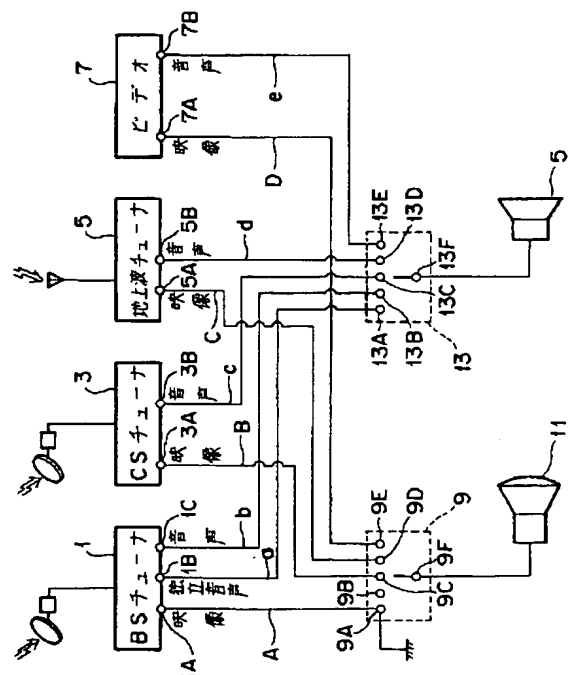 1
BSチューナ
1A
1B
1C
映像
独立音声
音声
A
a
b
3
CSチューナ
3A
3B
映像
音声
B
c
5
地上波チューナ
5A
5B
映像
音声
C
d
7
ビデオ
7A
7B
映像
音声
D
e
9A
9B
9C
9D
9E
9F
9
11
13A
13B
13C
13D
13E
13F
13
5